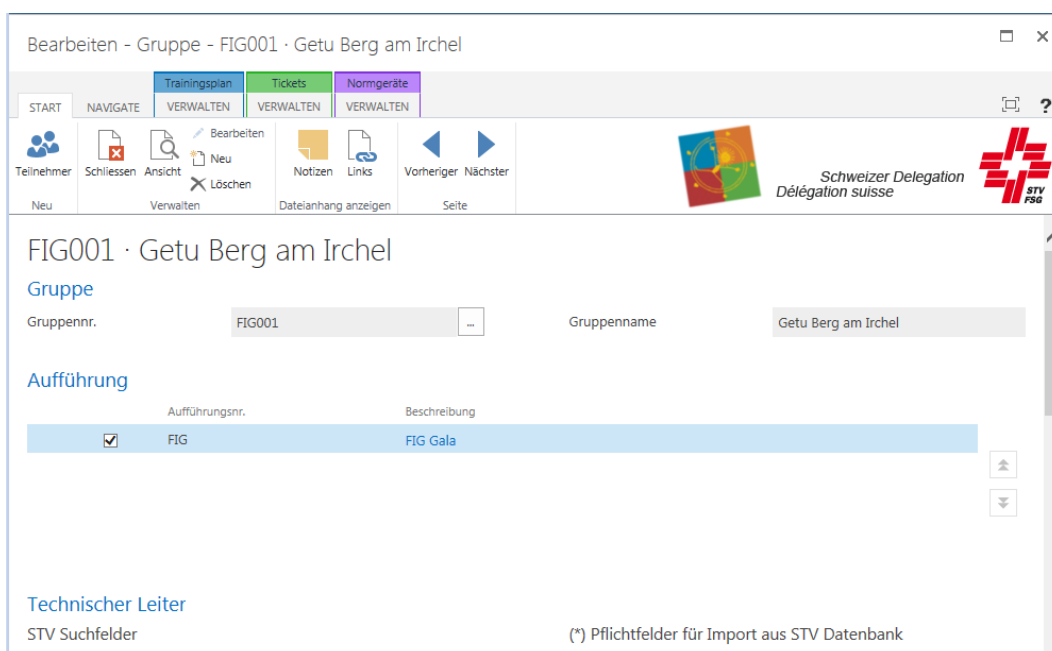 Bearbeiten - Gruppe - FIG001 · Getu Berg am Irchel
Trainingsplan Tickets Normgeräte
START NAVIGATE VERWALTEN VERWALTEN VERWALTEN
?
Bearbeiten
Neu
Löschen
Teilnehmer Schliessen Ansicht Notizen Links Vorheriger Nächster
Neu Verwalten Dateianhang anzeigen Seite
Schweizer Delegation
Délégation suisse
STV
FSG
FIG001 · Getu Berg am Irchel
Gruppe
Gruppennr. FIG001 ... Gruppenname Getu Berg am Irchel
Aufführung
Aufführungsnr. Beschreibung
FIG FIG Gala
Technischer Leiter
STV Suchfelder (*) Pflichtfelder für Import aus STV Datenbank